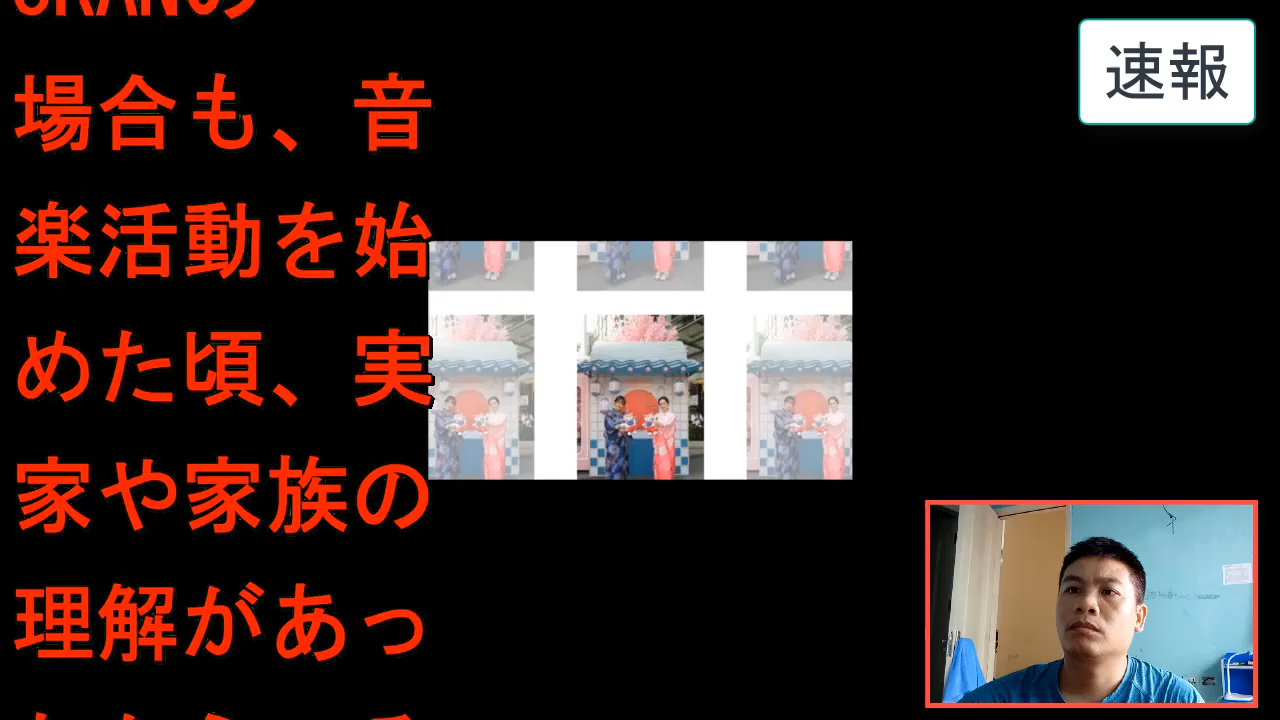 場合も、音
楽活動を始
めた頃、実
家や家族の
理解があっ
速報